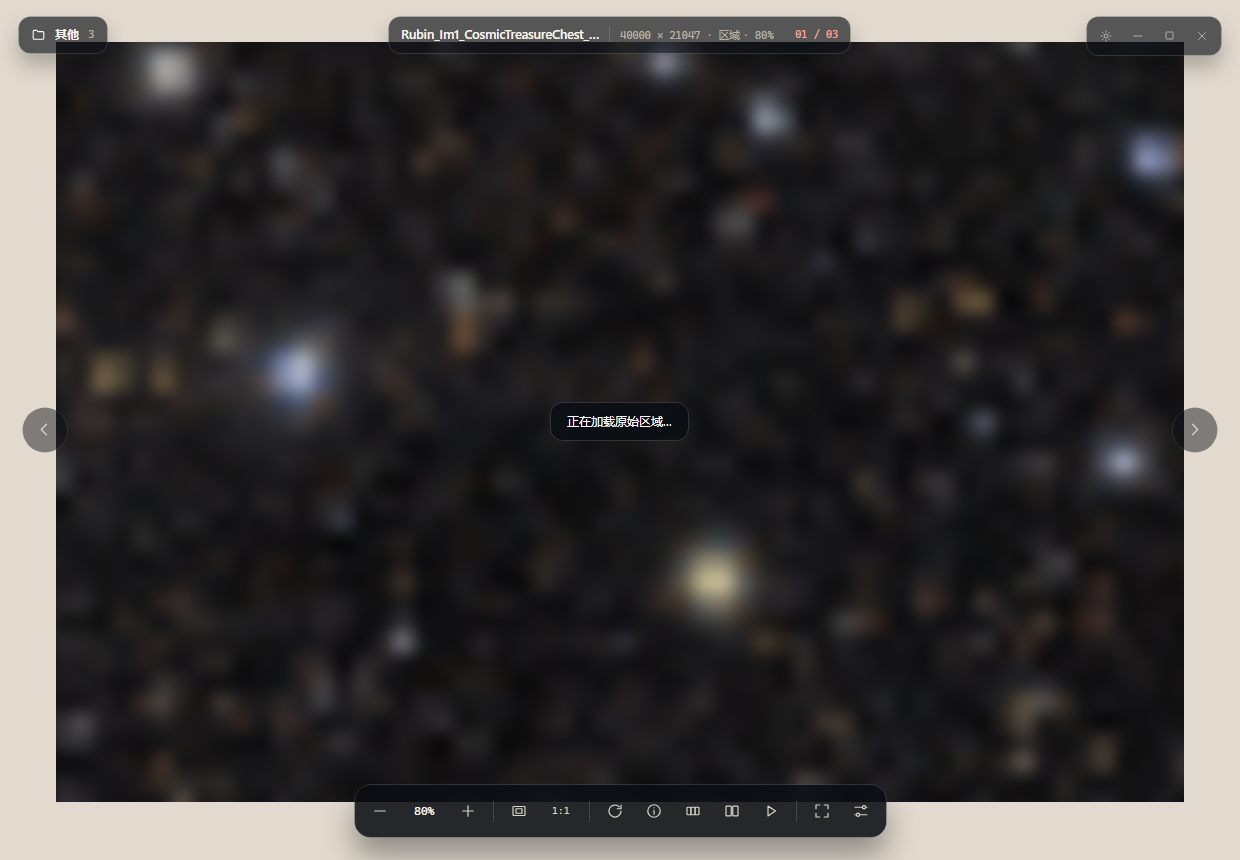 其他 3
Rubin_Im1_CosmicTreasureChest_... 40000 × 21047 · 区域 · 80% 01 / 03
正在加载原始区域...
80% 1:1